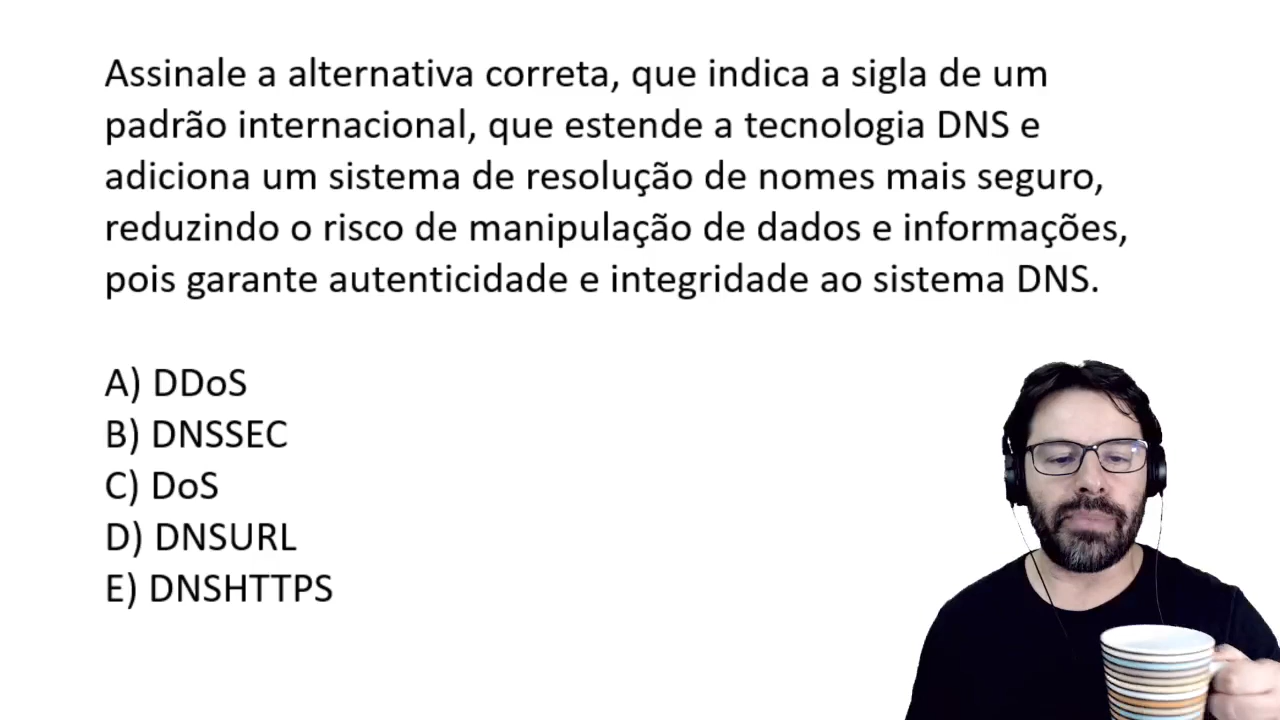 Assinale a alternativa correta, que indica a sigla de um
padrão internacional, que estende a tecnologia DNS e
adiciona um sistema de resolução de nomes mais seguro,
reduzindo o risco de manipulação de dados e informações,
pois garante autenticidade e integridade ao sistema DNS.
A) DDoS
B) DNSSEC
C) DoS
D) DNSURL
E) DNSHTTPS